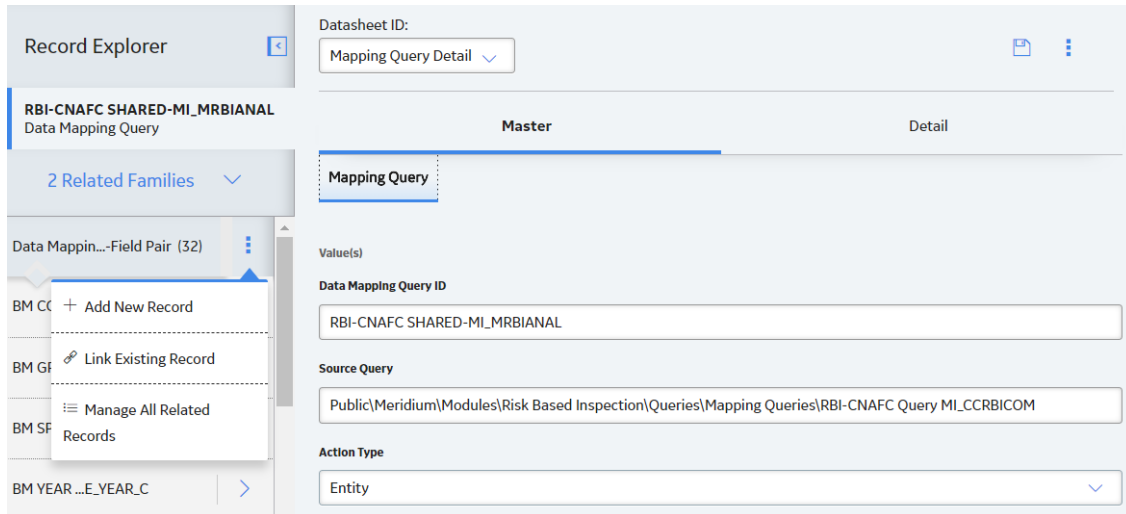 Record Explorer
RBI-CNAFC SHARED-MI_MRBIANAL
Data Mapping Query
2 Related Families
Data Mappin...-Field Pair (32)
BM CC
Add New Record
BM GF
Link Existing Record
BM SP
Manage All Related
Records
BM YEAR ...E_YEAR_C
Datasheet ID:
Mapping Query Detail
Master
Detail
Mapping Query
Value(s)
Data Mapping Query ID
RBI-CNAFC SHARED-MI_MRBIANAL
Source Query
Public\Meridium\Modules\Risk Based Inspection\Queries\Mapping Queries\RBI-CNAFC Query MI_CCRBICOM
Action Type
Entity